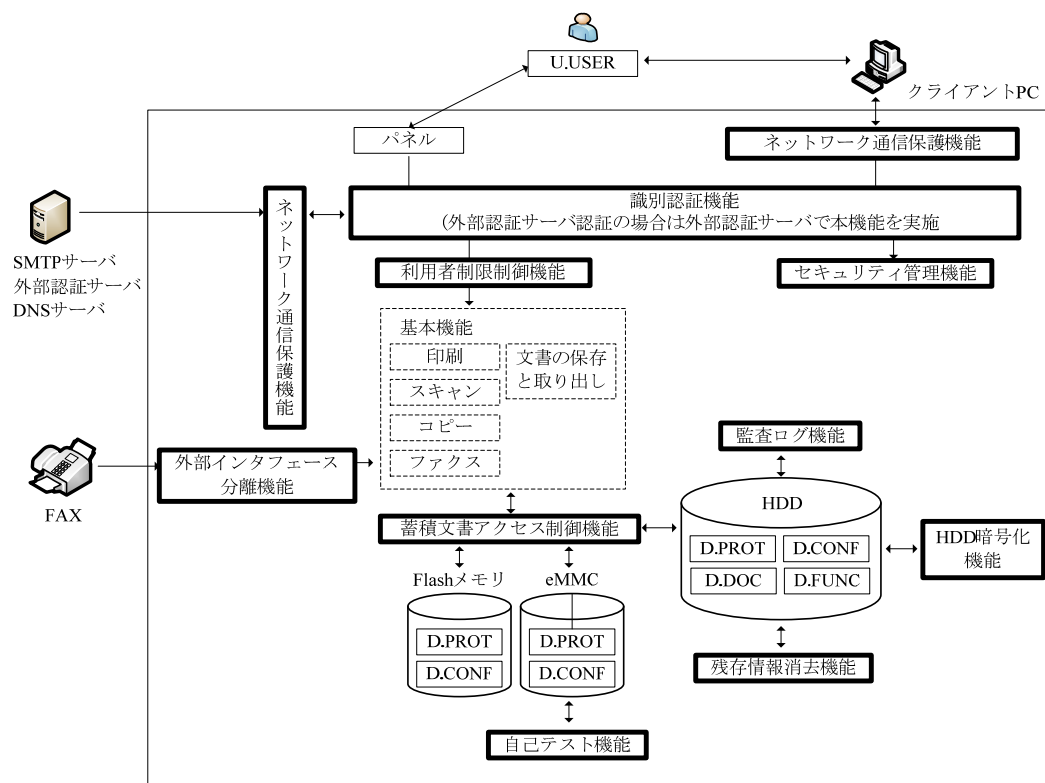 U.USER
クライアントPC
パネル
ネットワーク通信保護機能
識別認証機能
(外部認証サーバ認証の場合は外部認証サーバで本機能を実施
ネットワーク通信保護機能
SMTPサーバ
外部認証サーバ
DNSサーバ
利用者制限制御機能
セキュリティ管理機能
基本機能
印刷
スキャン
コピー
ファクス
文書の保存
と取り出し
監査ログ機能
外部インタフェース
分離機能
FAX
HDD
D.PROT
D.CONF
D.DOC
D.FUNC
HDD暗号化
機能
蓄積文書アクセス制御機能
Flashメモリ
eMMC
D.PROT
D.CONF
D.PROT
D.CONF
残存情報消去機能
自己テスト機能